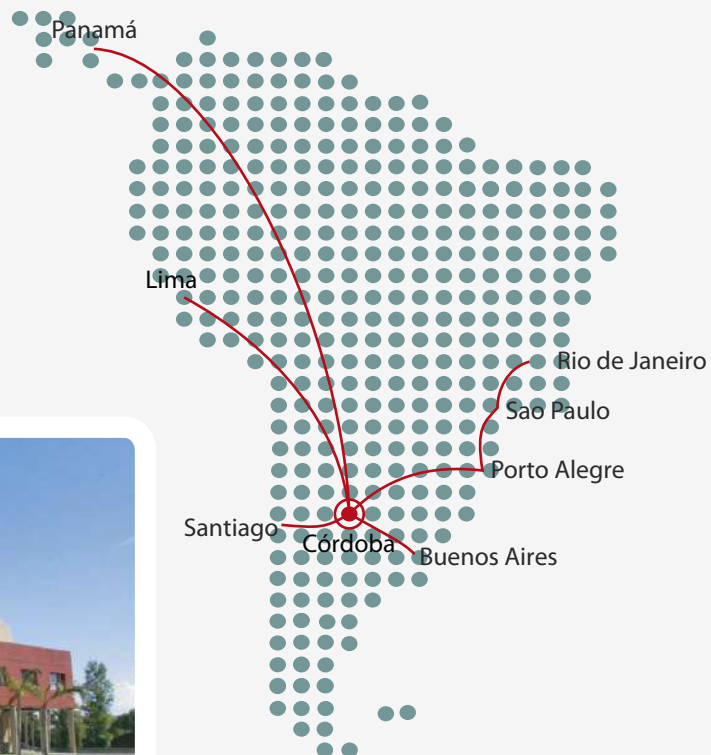 Panamá
Lima
Rio de Janeiro
Sao Paulo
Porto Alegre
Santiago
Córdoba
Buenos Aires